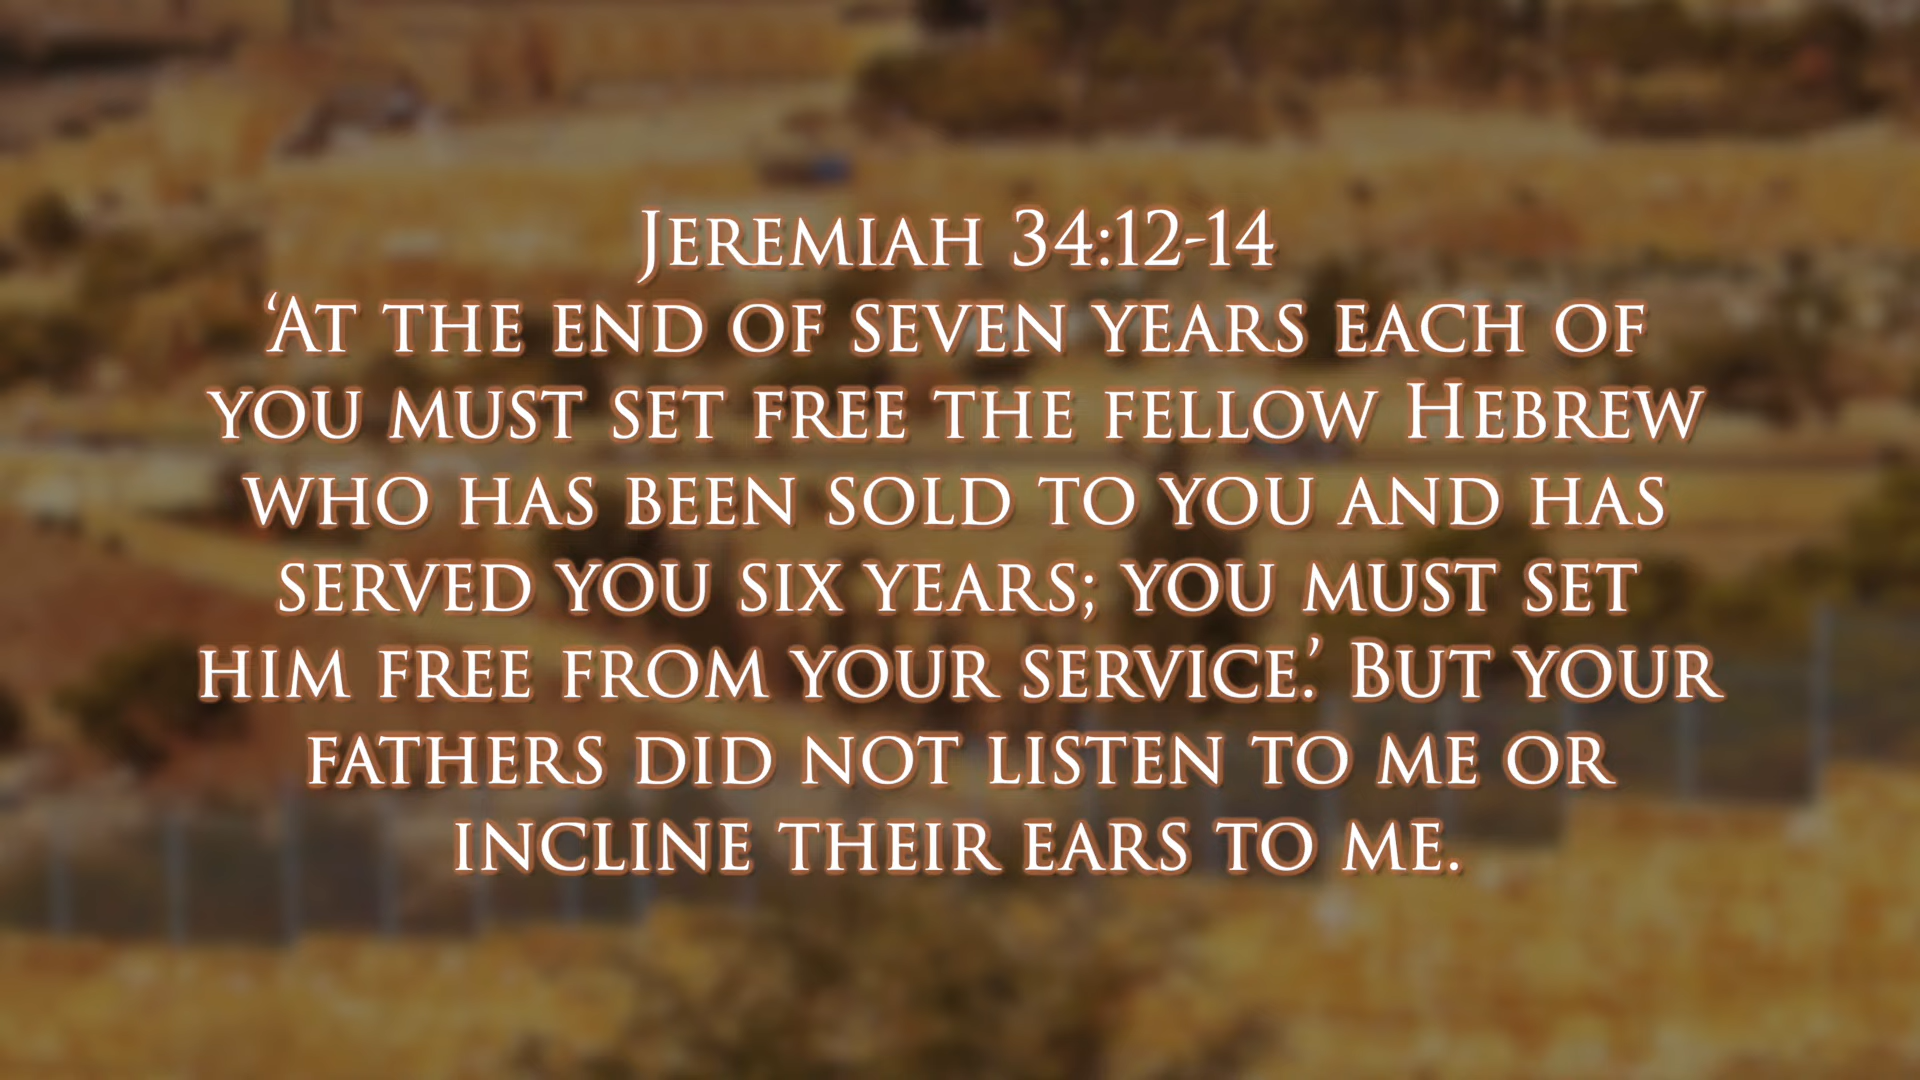 Jeremiah 34:12-14
‘At the end of seven years each of
you must set free the fellow Hebrew
who has been sold to you and has
served you six years; you must set
him free from your service.’ But your
fathers did not listen to me or
incline their ears to me.